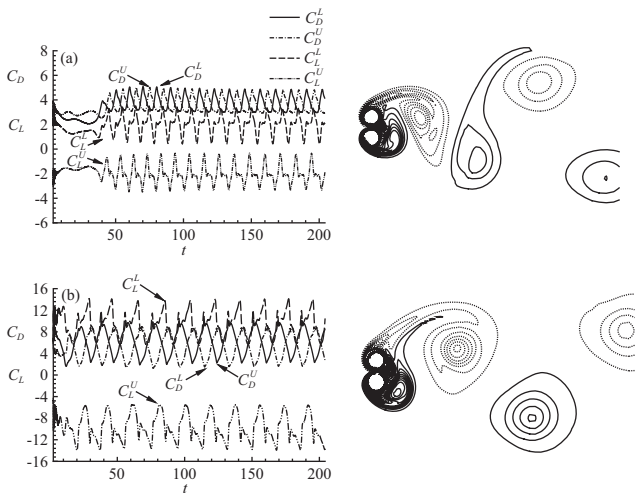 C_D^L
C_D^U
C_L^L
C_L^U
(a)
C_D
C_L
8
6
4
2
0
-2
-4
-6
C_D^U
C_D^L
C_L^L
C_L^U
50
100
150
200
t
(b)
C_D
C_L
16
12
8
4
0
-4
-8
-12
-16
C_L^L
C_D^L
C_D^U
C_L^U
50
100
150
200
t